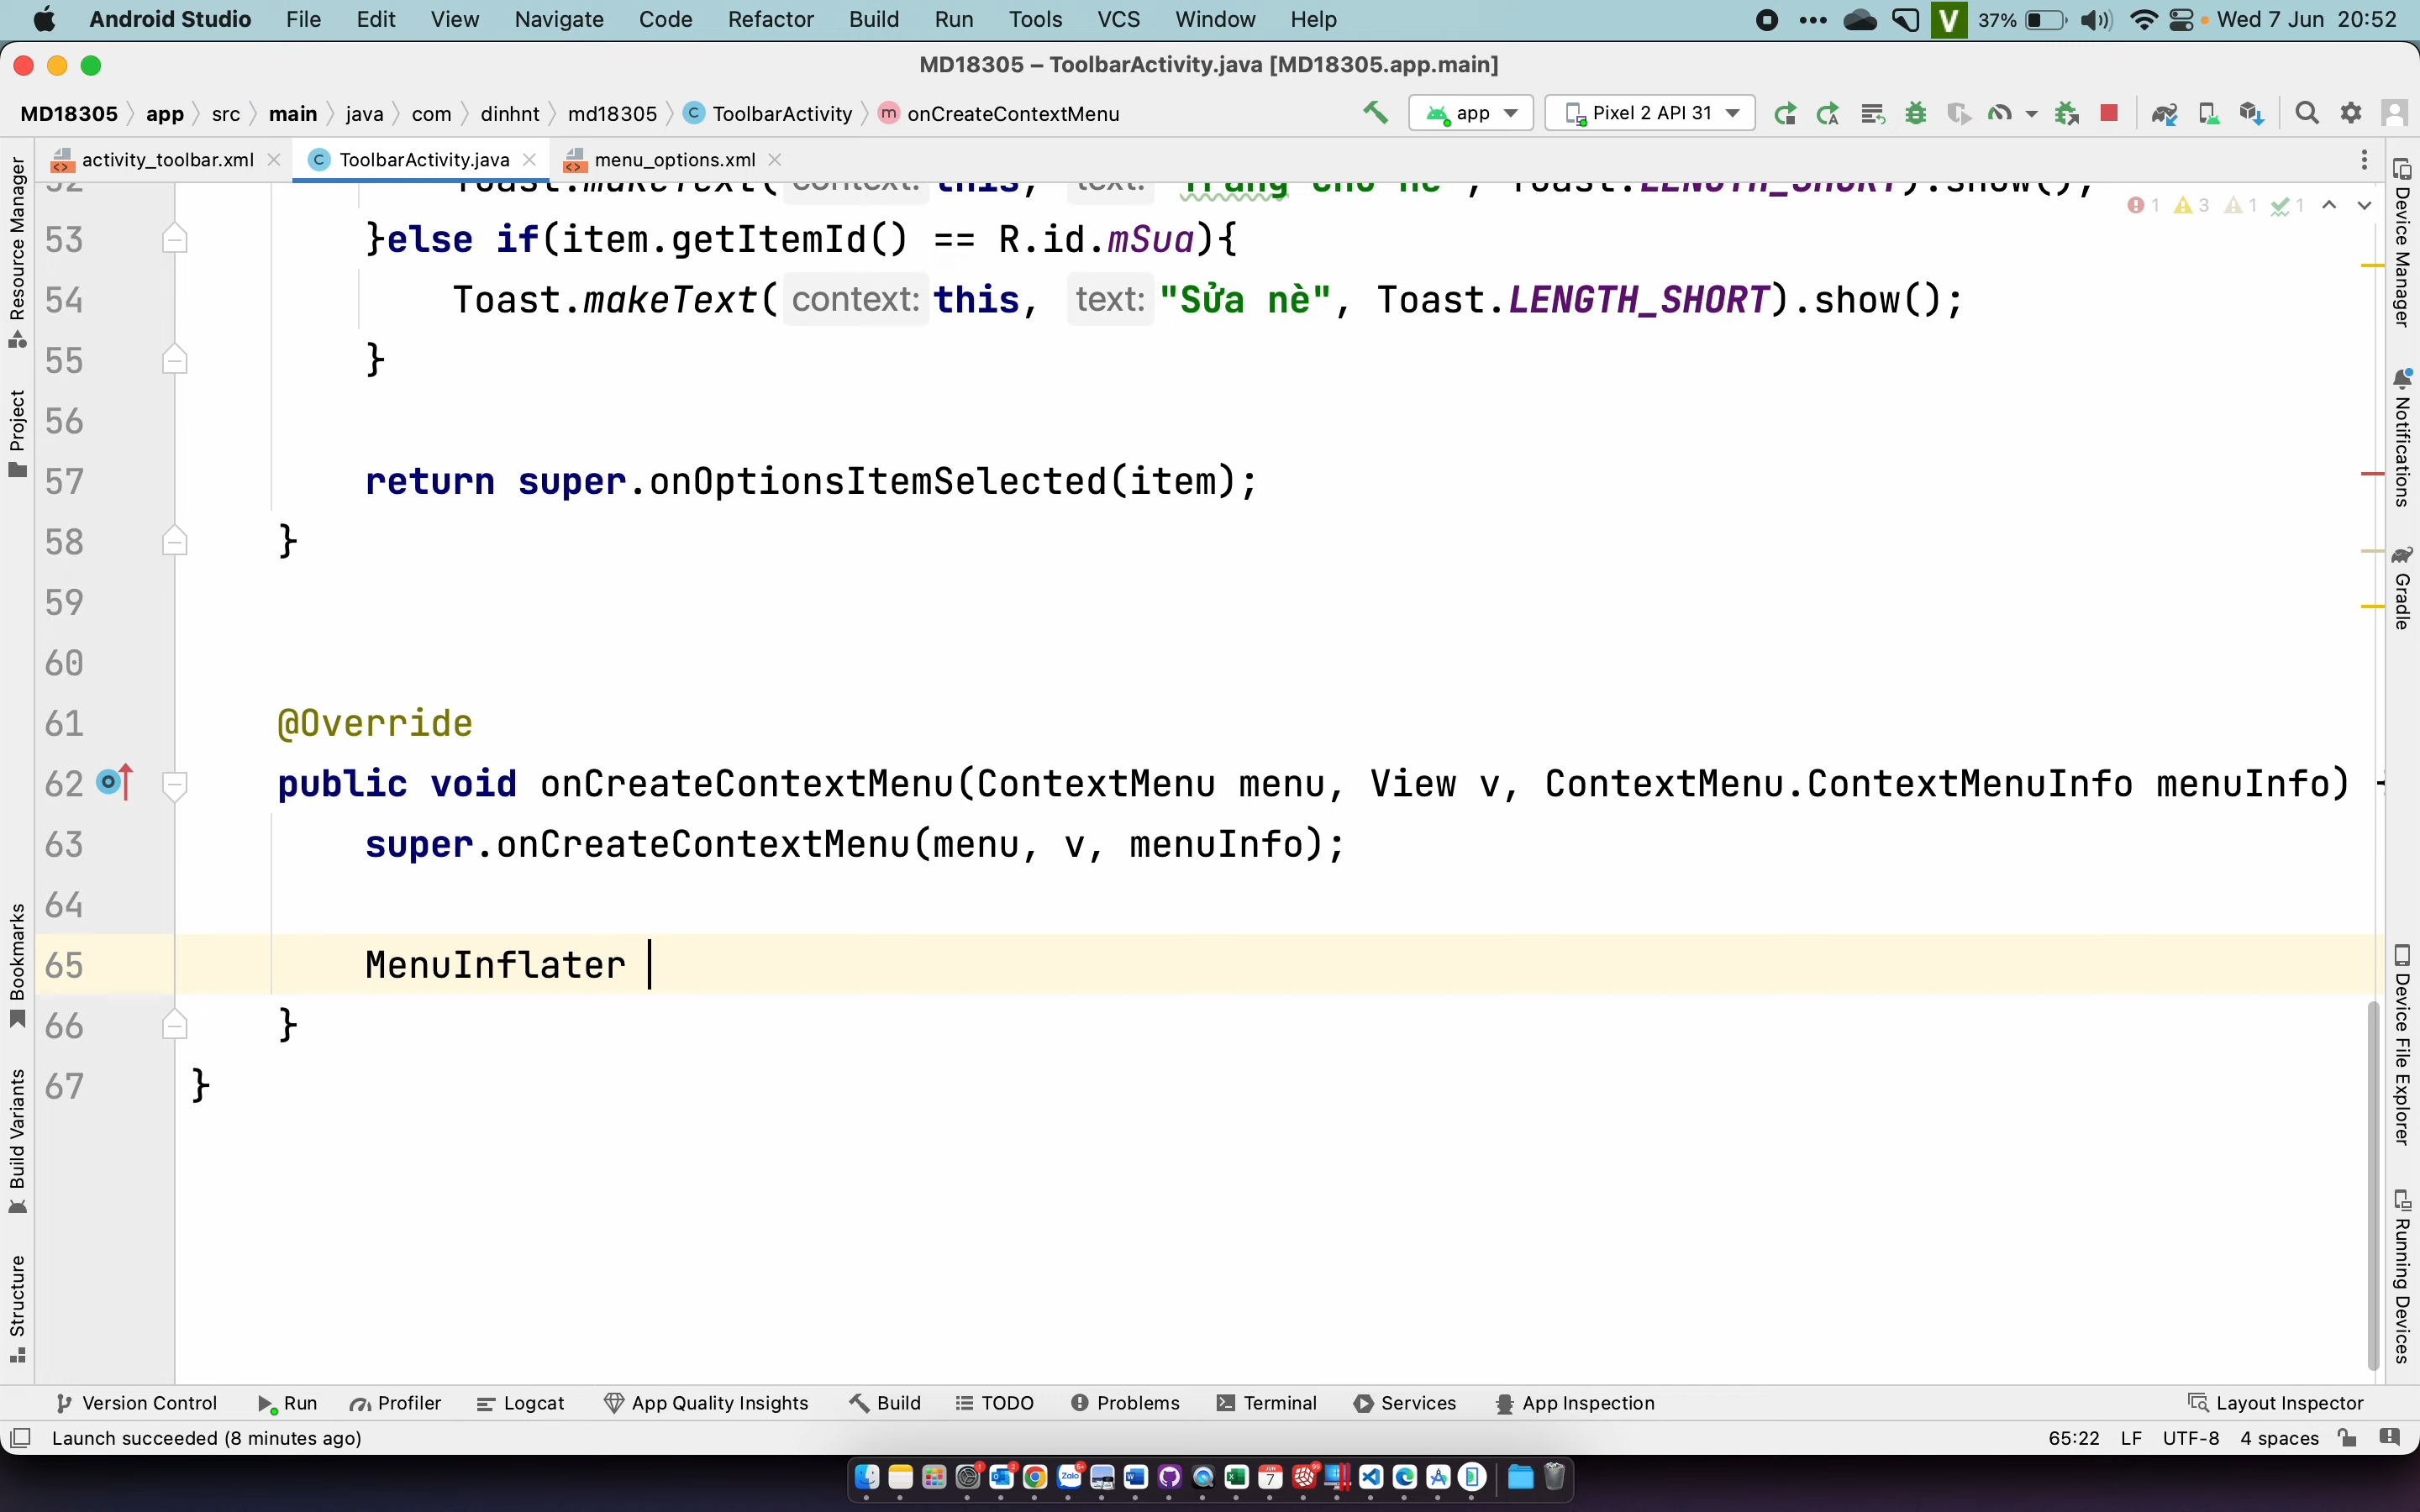 Android Studio File Edit View Navigate Code Refactor Build Run Tools VCS Window Help V 37% Wed 7 Jun 20:52
MD18305 – ToolbarActivity.java [MD18305.app.main]
MD18305 app src main java com dinhnt md18305 C ToolbarActivity m onCreateContextMenu app Pixel 2 API 31
activity_toolbar.xml ToolbarActivity.java menu_options.xml
1 3 1 1
53 }else if(item.getItemId() == R.id.mSua){
54 Toast.makeText( context: this, text: "Sửa nè", Toast.LENGTH_SHORT).show();
55 }
56
57 return super.onOptionsItemSelected(item);
58 }
59
60
61 @Override
62 public void onCreateContextMenu(ContextMenu menu, View v, ContextMenu.ContextMenuInfo menuInfo) {
63 super.onCreateContextMenu(menu, v, menuInfo);
64
65 MenuInflater
66 }
67 }
Resource Manager
Project
Bookmarks
Build Variants
Structure
Device Manager
Notifications
Gradle
Device File Explorer
Running Devices
Version Control Run Profiler Logcat App Quality Insights Build TODO Problems Terminal Services App Inspection Layout Inspector
Launch succeeded (8 minutes ago) 65:22 LF UTF-8 4 spaces